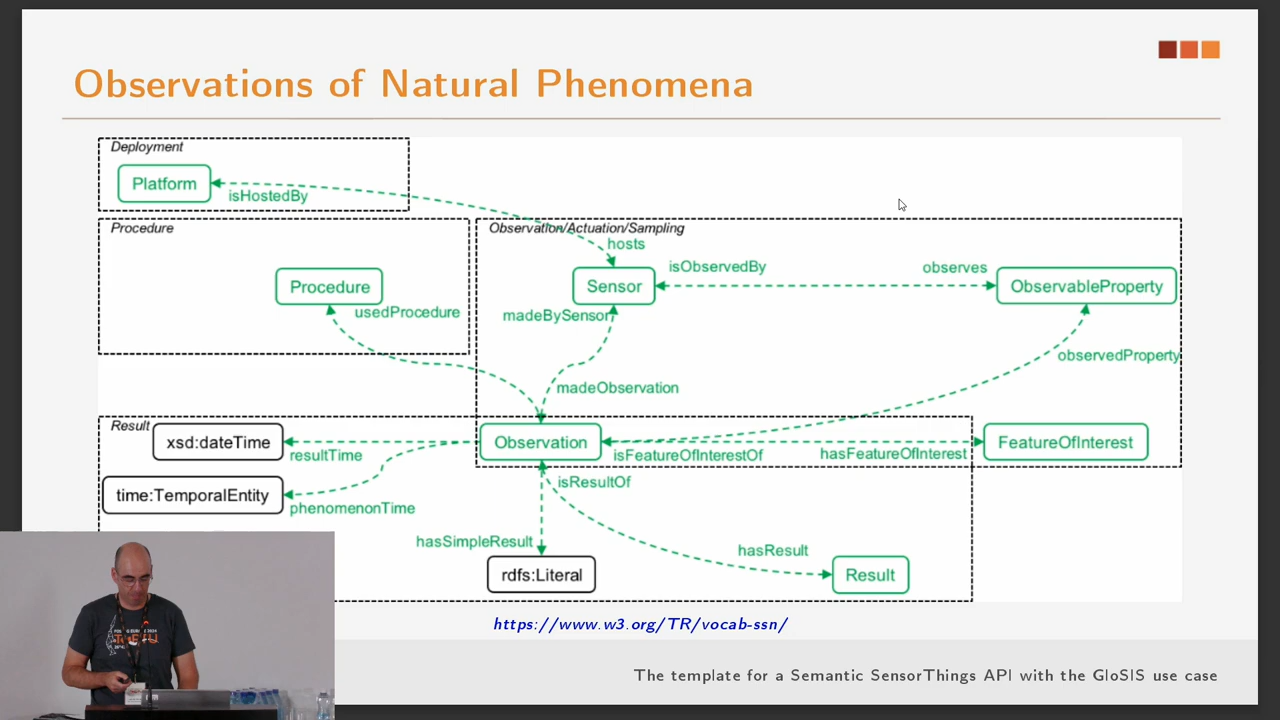 Observations of Natural Phenomena
Deployment
Platform
isHostedBy
Procedure
Observation/Actuation/Sampling
hosts
Procedure
Sensor
isObservedBy
observes
ObservableProperty
usedProcedure
madeBySensor
observedProperty
madeObservation
Result
xsd:dateTime
resultTime
Observation
isFeatureOfInterestOf
hasFeatureOfInterest
FeatureOfInterest
time:TemporalEntity
phenomenonTime
isResultOf
hasSimpleResult
hasResult
rdfs:Literal
Result
https://www.w3.org/TR/vocab-ssn/
The template for a Semantic SensorThings API with the GloSIS use case